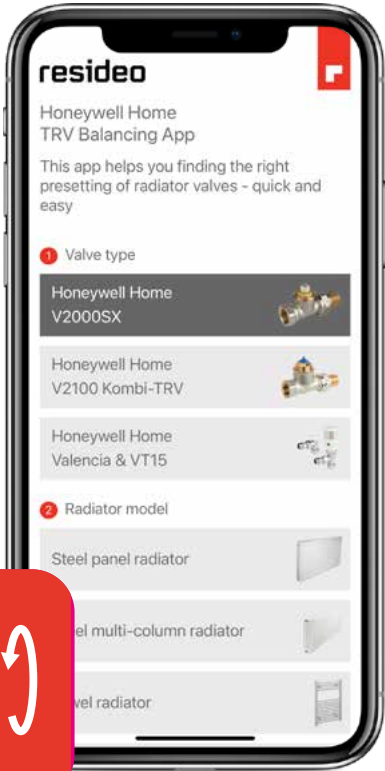 resideo
Honeywell Home
TRV Balancing App
This app helps you finding the right
presetting of radiator valves - quick and
easy
1 Valve type
Honeywell Home
V2000SX
Honeywell Home
V2100 Kombi-TRV
Honeywell Home
Valencia & VT15
2 Radiator model
Steel panel radiator
multi-column radiator
radiator